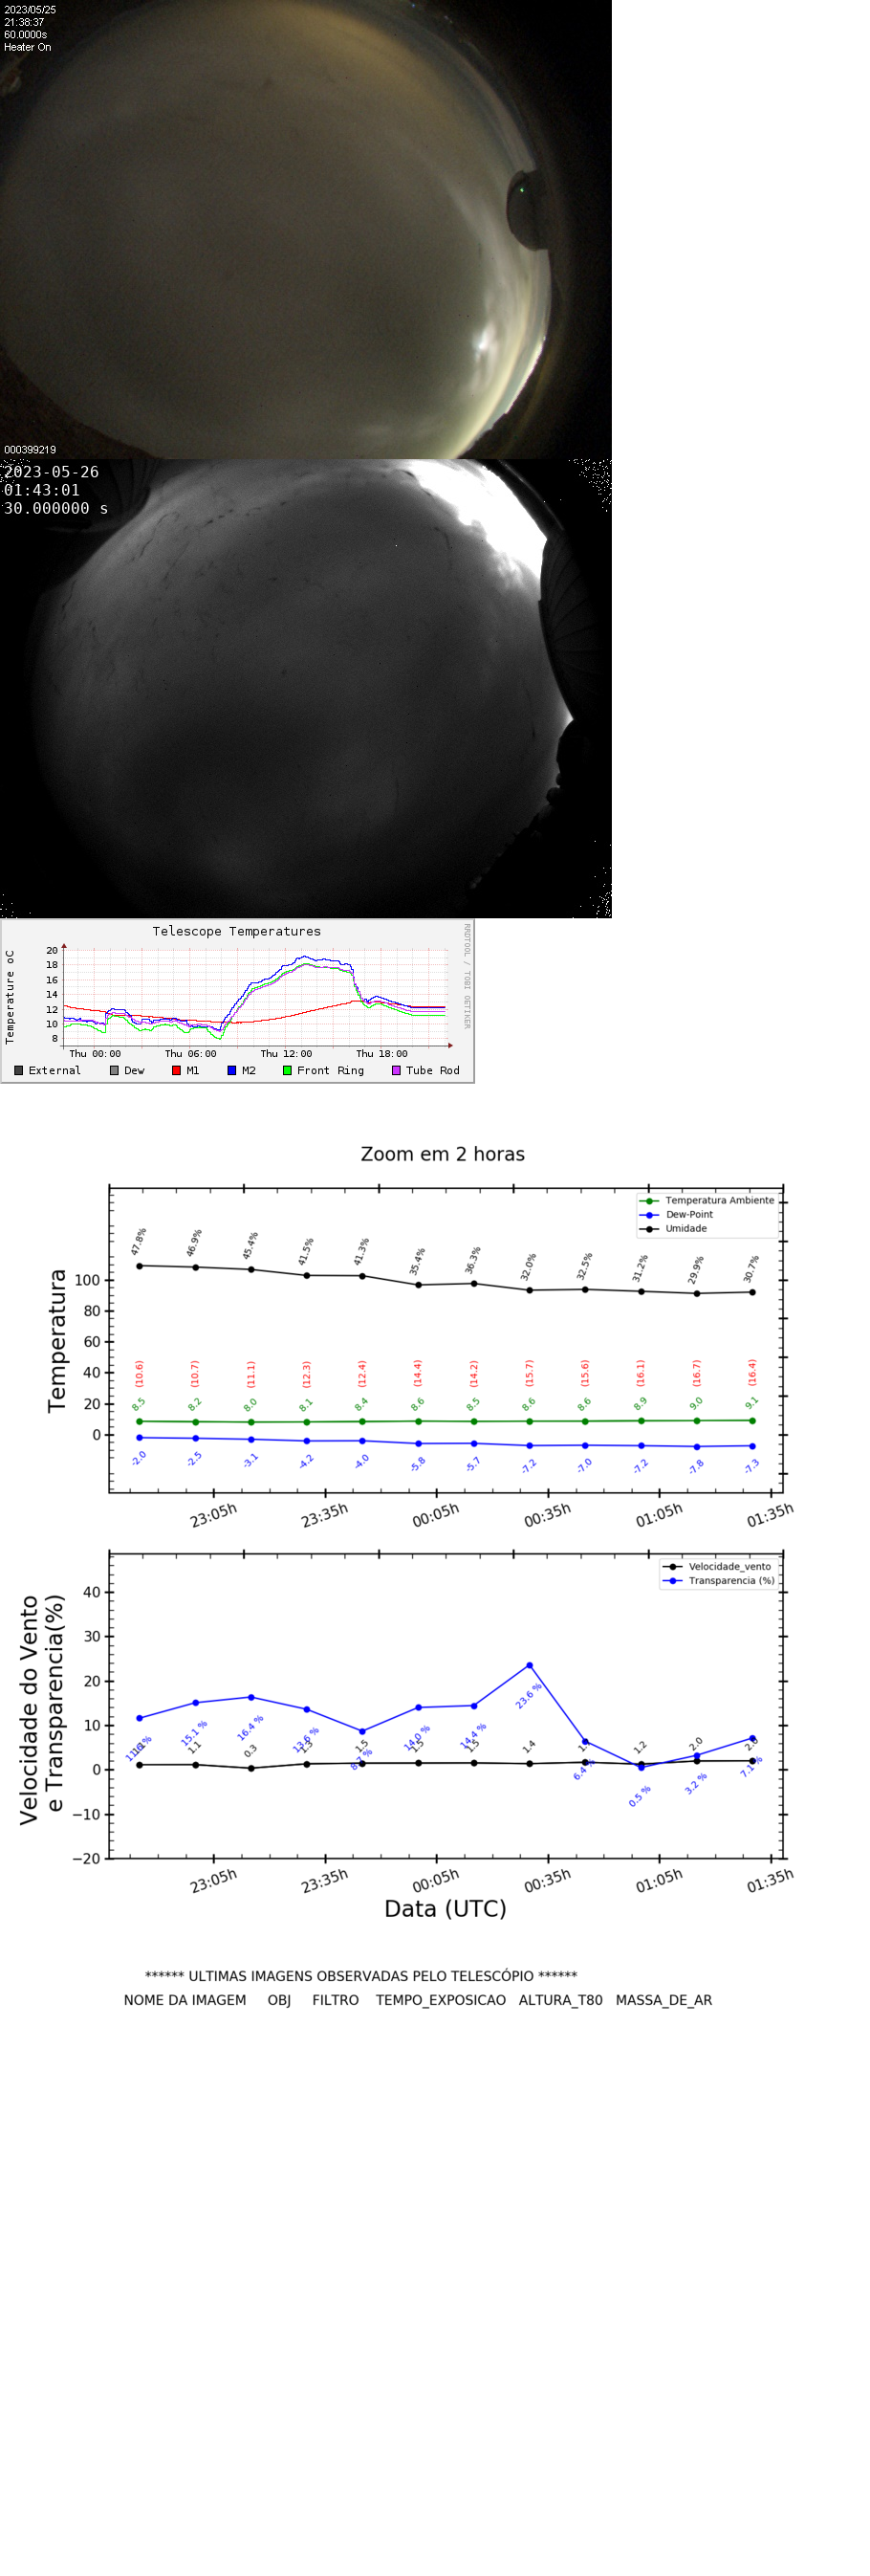 2023/05/25
21:38:37
60.0000s
Heater On
000399219
2023-05-26
01:43:01
30.000000 s
Telescope Temperatures
RRDTOOL / TOBI OETIKER
Temperature oC
20
18
16
14
12
10
8
Thu 00:00 Thu 06:00 Thu 12:00 Thu 18:00
External Dew M1 M2 Front Ring Tube Rod
Zoom em 2 horas
Temperatura Ambiente
Dew-Point
Umidade
Temperatura
100
80
60
40
20
0
47.8% 46.9% 45.4% 41.5% 41.3% 35.4% 36.3% 32.0% 32.5% 31.2% 29.9% 30.7%
(10.6) (10.7) (11.1) (12.3) (12.4) (14.4) (14.2) (15.7) (15.6) (16.1) (16.7) (16.4)
8.5 8.2 8.0 8.1 8.4 8.6 8.5 8.6 8.6 8.9 9.0 9.1
-2.0 -2.5 -3.1 -4.2 -4.0 -5.8 -5.7 -7.2 -7.0 -7.2 -7.8 -7.3
23:05h 23:35h 00:05h 00:35h 01:05h 01:35h
Velocidade_vento
Transparencia (%)
Velocidade do Vento
e Transparencia(%)
40
30
20
10
0
−10
−20
15.1 % 16.4 % 13.6 % 14.0 % 14.4 % 23.6 % 6.4 % 0.5 % 3.2 % 7.1 %
1.1 0.3 1.5 1.5 1.4 1.2 2.0
23:05h 23:35h 00:05h 00:35h 01:05h 01:35h
Data (UTC)
****** ULTIMAS IMAGENS OBSERVADAS PELO TELESCÓPIO ******
NOME DA IMAGEM OBJ FILTRO TEMPO_EXPOSICAO ALTURA_T80 MASSA_DE_AR